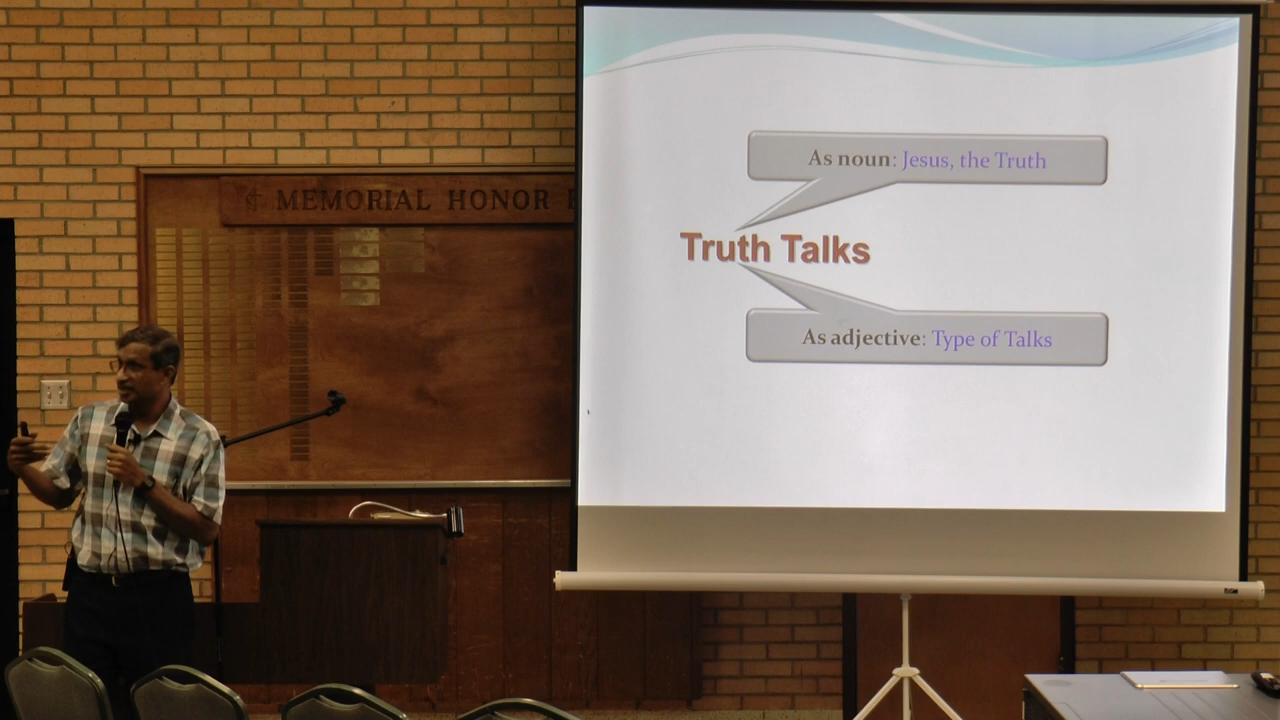 MEMORIAL HONOR
As noun: Jesus, the Truth
Truth Talks
As adjective: Type of Talks